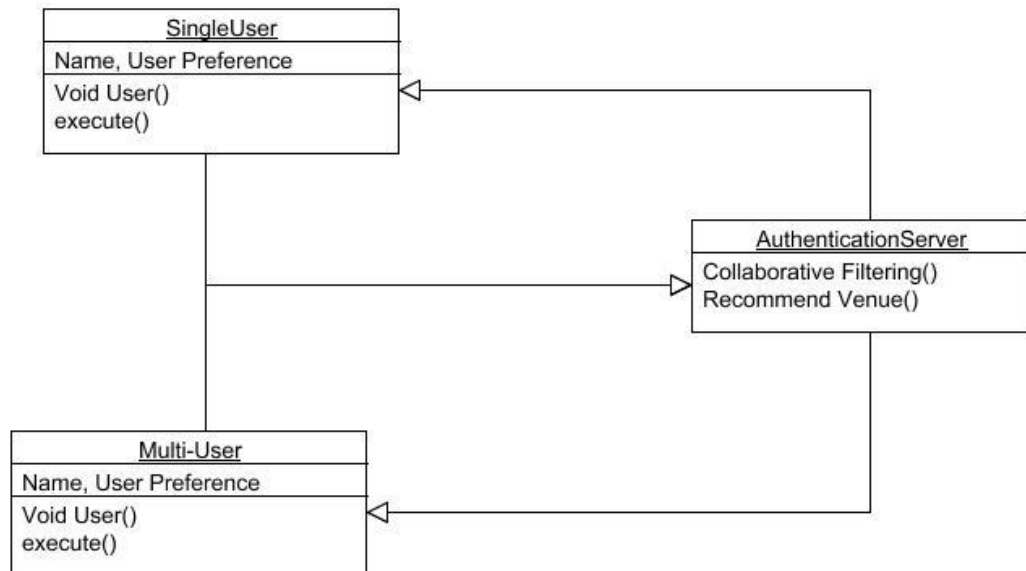 SingleUser
Name, User Preference
Void User()
execute()
AuthenticationServer
Collaborative Filtering()
Recommend Venue()
Multi-User
Name, User Preference
Void User()
execute()